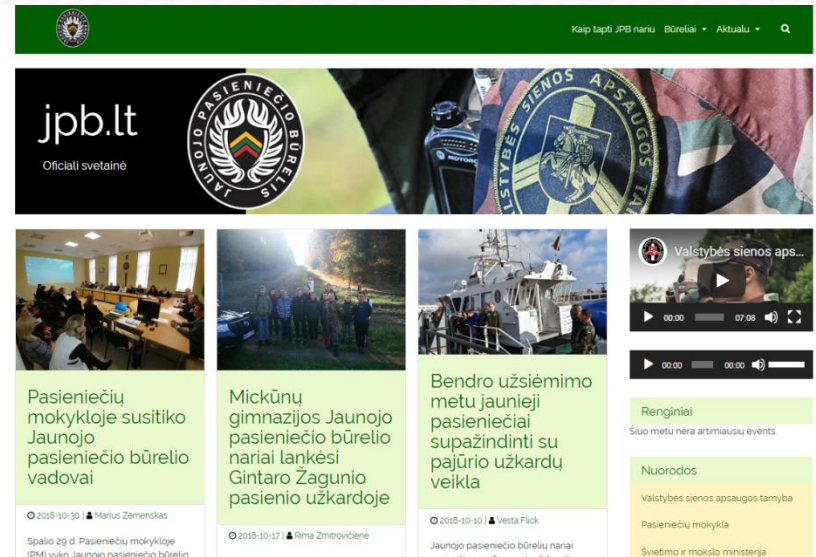 Kaip tapti JPB nariu Būreliai Aktualu
jpb.lt
Oficiali svetainė
JAUNOJO PASIENIEČIO BŪRELIS
MOTOROLA
VALSTYBĖS SIENOS APSAUGOS
Valstybės sienos aps...
00:00 07:08
00:00 00:00
Pasieniečių
mokykloje susitiko
Jaunojo
pasieniečio būrelio
vadovai
2018-10-30 | Marius Zemenskas
Spalio 29 d. Pasieniečių mokykloje
(PM) vyko Jaunojo pasieniečio būrelio
Mickūnų
gimnazijos Jaunojo
pasieniečio būrelio
nariai lankėsi
Gintaro Žagunio
pasienio užkardoje
2018-10-17 | Rima Zmitrovičienė
Bendro užsiėmimo
metu jaunieji
pasieniečiai
supažindinti su
pajūrio užkardų
veikla
2018-10-10 | Vesta Flick
Jaunojo pasieniečio būrelių nariai
Renginiai
Šiuo metu nėra artimiausių events.
Nuorodos
Valstybės sienos apsaugos tarnyba
Pasieniečių mokykla
Švietimo ir mokslo ministerija